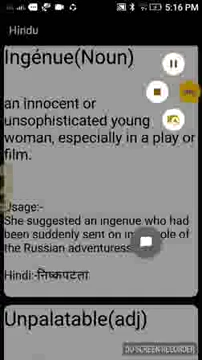 5:16 PM
Hindu
Ingénue(Noun)
an innocent or
unsophisticated young
woman, especially in a play or
film.
Usage:-
She suggested an ingenue who had
been suddenly sent on in role of
the Russian adventuress
Hindi:-निष्कपटता
DU SCREEN RECORDER
Unpalatable(adj)